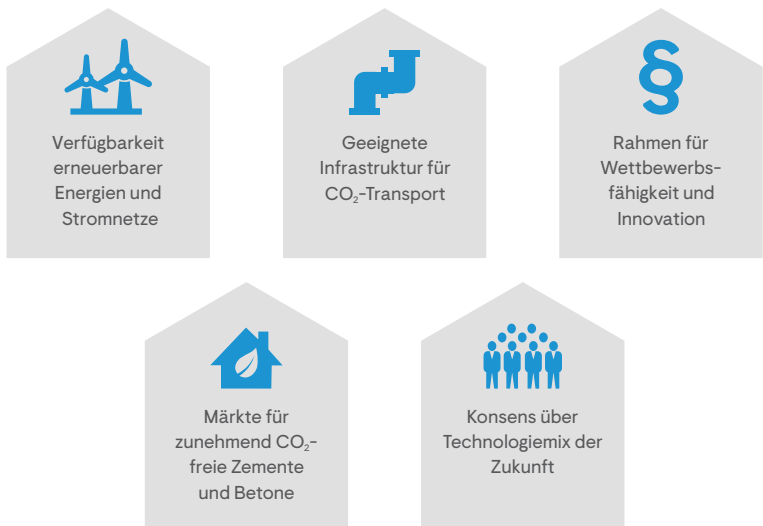 Verfügbarkeit
erneuerbarer
Energien und
Stromnetze
Geeignete
Infrastruktur für
CO₂-Transport
§
Rahmen für
Wettbewerbs-
fähigkeit und
Innovation
Märkte für
zunehmend CO₂-
freie Zemente
und Betone
Konsens über
Technologiemix der
Zukunft